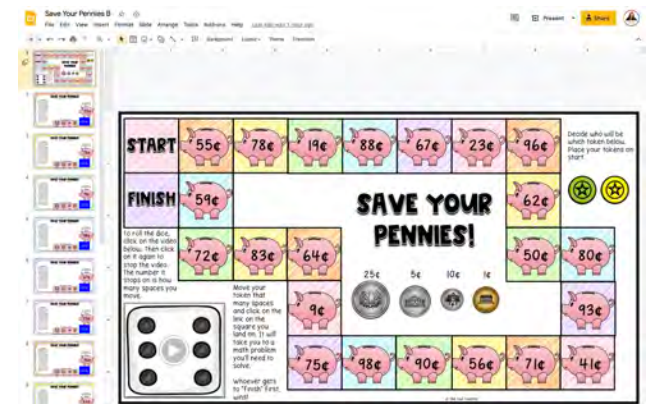 Save Your Pennies B
File Edit View Insert Format Slide Arrange Tools Add-ons Help
Present
Share
Background Layout Theme Transition
START 55¢ 78¢ 19¢ 88¢ 67¢ 23¢ 96¢
Decide who will be
which token below.
Place your tokens on
start.
FINISH 59¢
SAVE YOUR
PENNIES!
62¢
To roll the dice,
click on the video
below. Then click
on it again to
stop the video.
The number it
stops on is how
many spaces you
move.
72¢ 83¢ 64¢
50¢ 80¢
25¢ 5¢ 10¢ 1¢
Move your
token that
many spaces
and click on the
link on the
square you
land on. It will
take you to a
math problem
you'll need to
solve.
Whoever gets
to "Finish" first,
wins!
9¢
93¢
75¢ 98¢ 90¢ 56¢ 71¢ 41¢